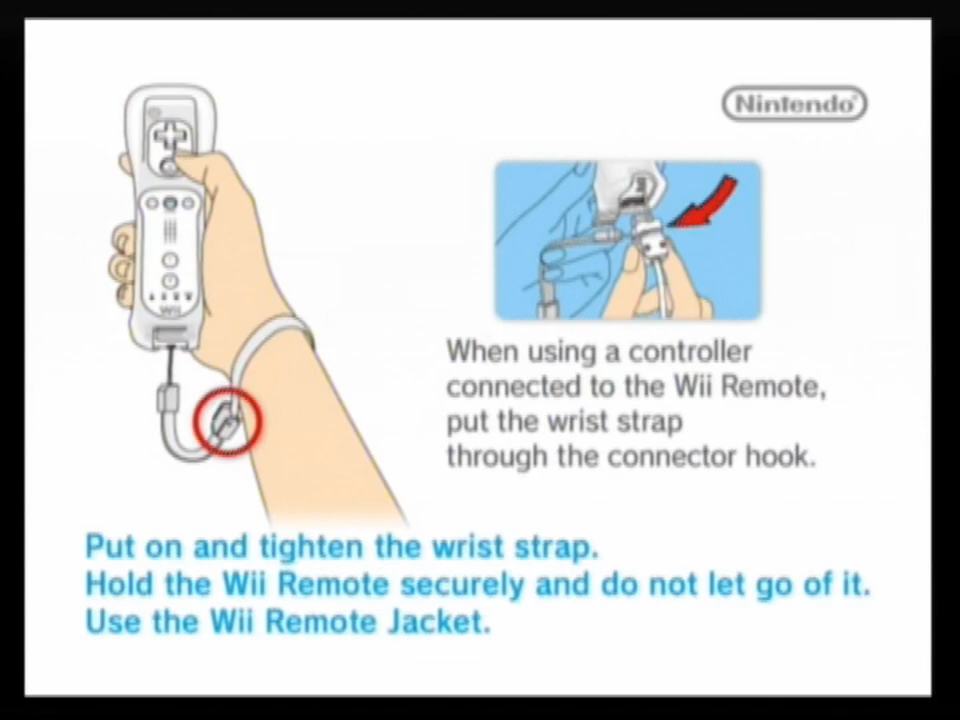 Nintendo®
Wii
When using a controller
connected to the Wii Remote,
put the wrist strap
through the connector hook.
Put on and tighten the wrist strap.
Hold the Wii Remote securely and do not let go of it.
Use the Wii Remote Jacket.